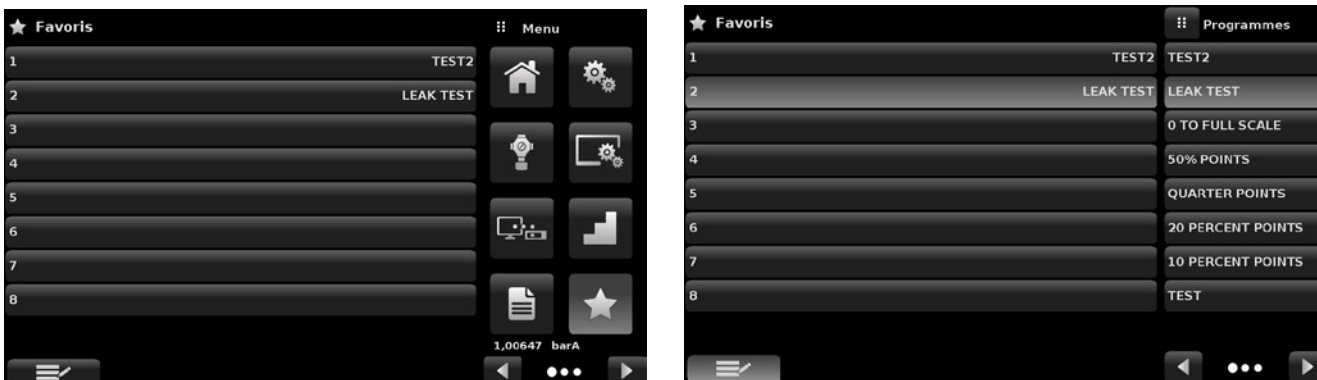 Favoris
Menu
1 TEST2
2 LEAK TEST
3
4
5
6
7
8
1,00647 barA
Favoris
Programmes
1 TEST2 TEST2
2 LEAK TEST LEAK TEST
3 0 TO FULL SCALE
4 50% POINTS
5 QUARTER POINTS
6 20 PERCENT POINTS
7 10 PERCENT POINTS
8 TEST